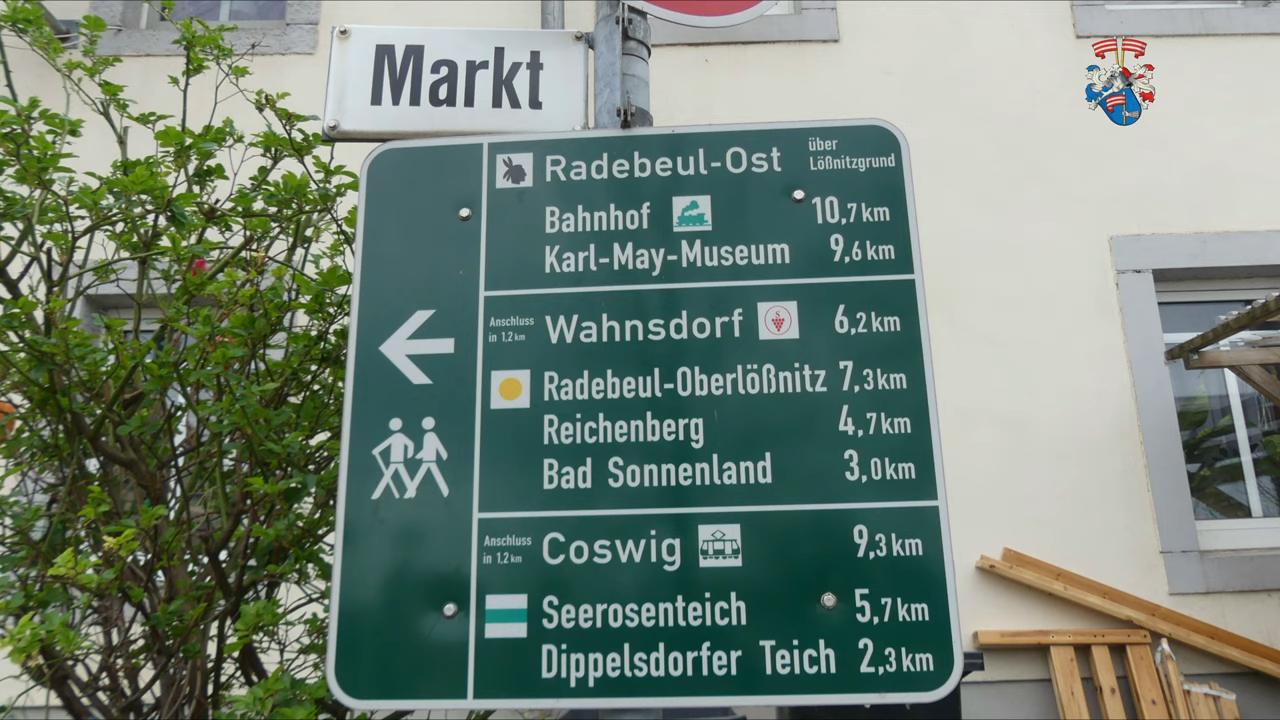 Markt
Radebeul-Ost über Lößnitzgrund
Bahnhof 10,7 km
Karl-May-Museum 9,6 km
Anschluss in 1,2 km Wahnsdorf S 6,2 km
Radebeul-Oberlößnitz 7,3 km
Reichenberg 4,7 km
Bad Sonnenland 3,0 km
Anschluss in 1,2 km Coswig 9,3 km
Seerosenteich 5,7 km
Dippelsdorfer Teich 2,3 km